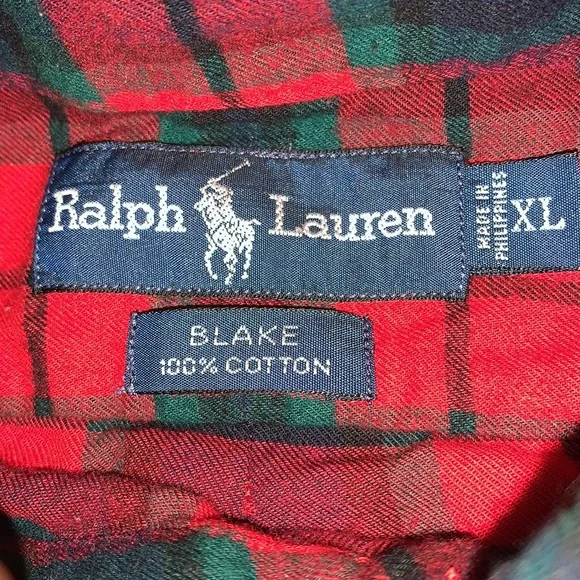 Ralph Lauren
MADE IN
PHILIPPINES
XL
BLAKE
100% COTTON